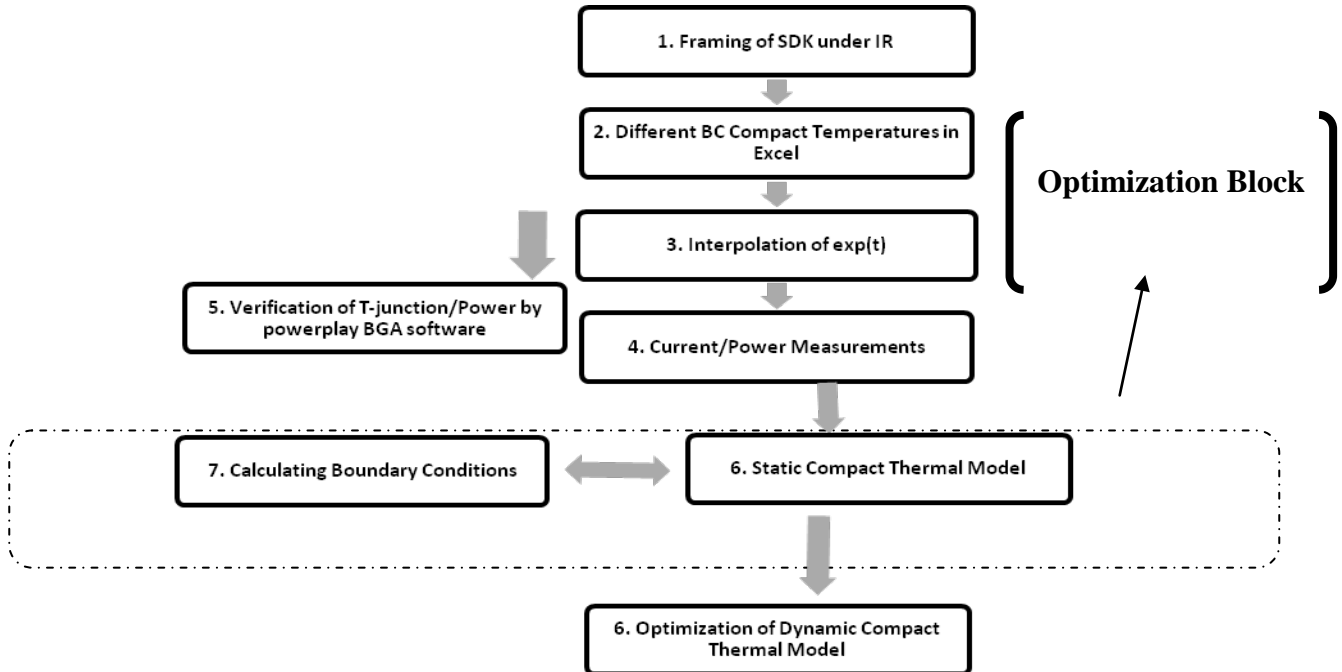 1. Framing of SDK under IR
2. Different BC Compact Temperatures in
Excel
Optimization Block
3. Interpolation of exp(t)
5. Verification of T-junction/Power by
powerplay BGA software
4. Current/Power Measurements
7. Calculating Boundary Conditions
6. Static Compact Thermal Model
6. Optimization of Dynamic Compact
Thermal Model